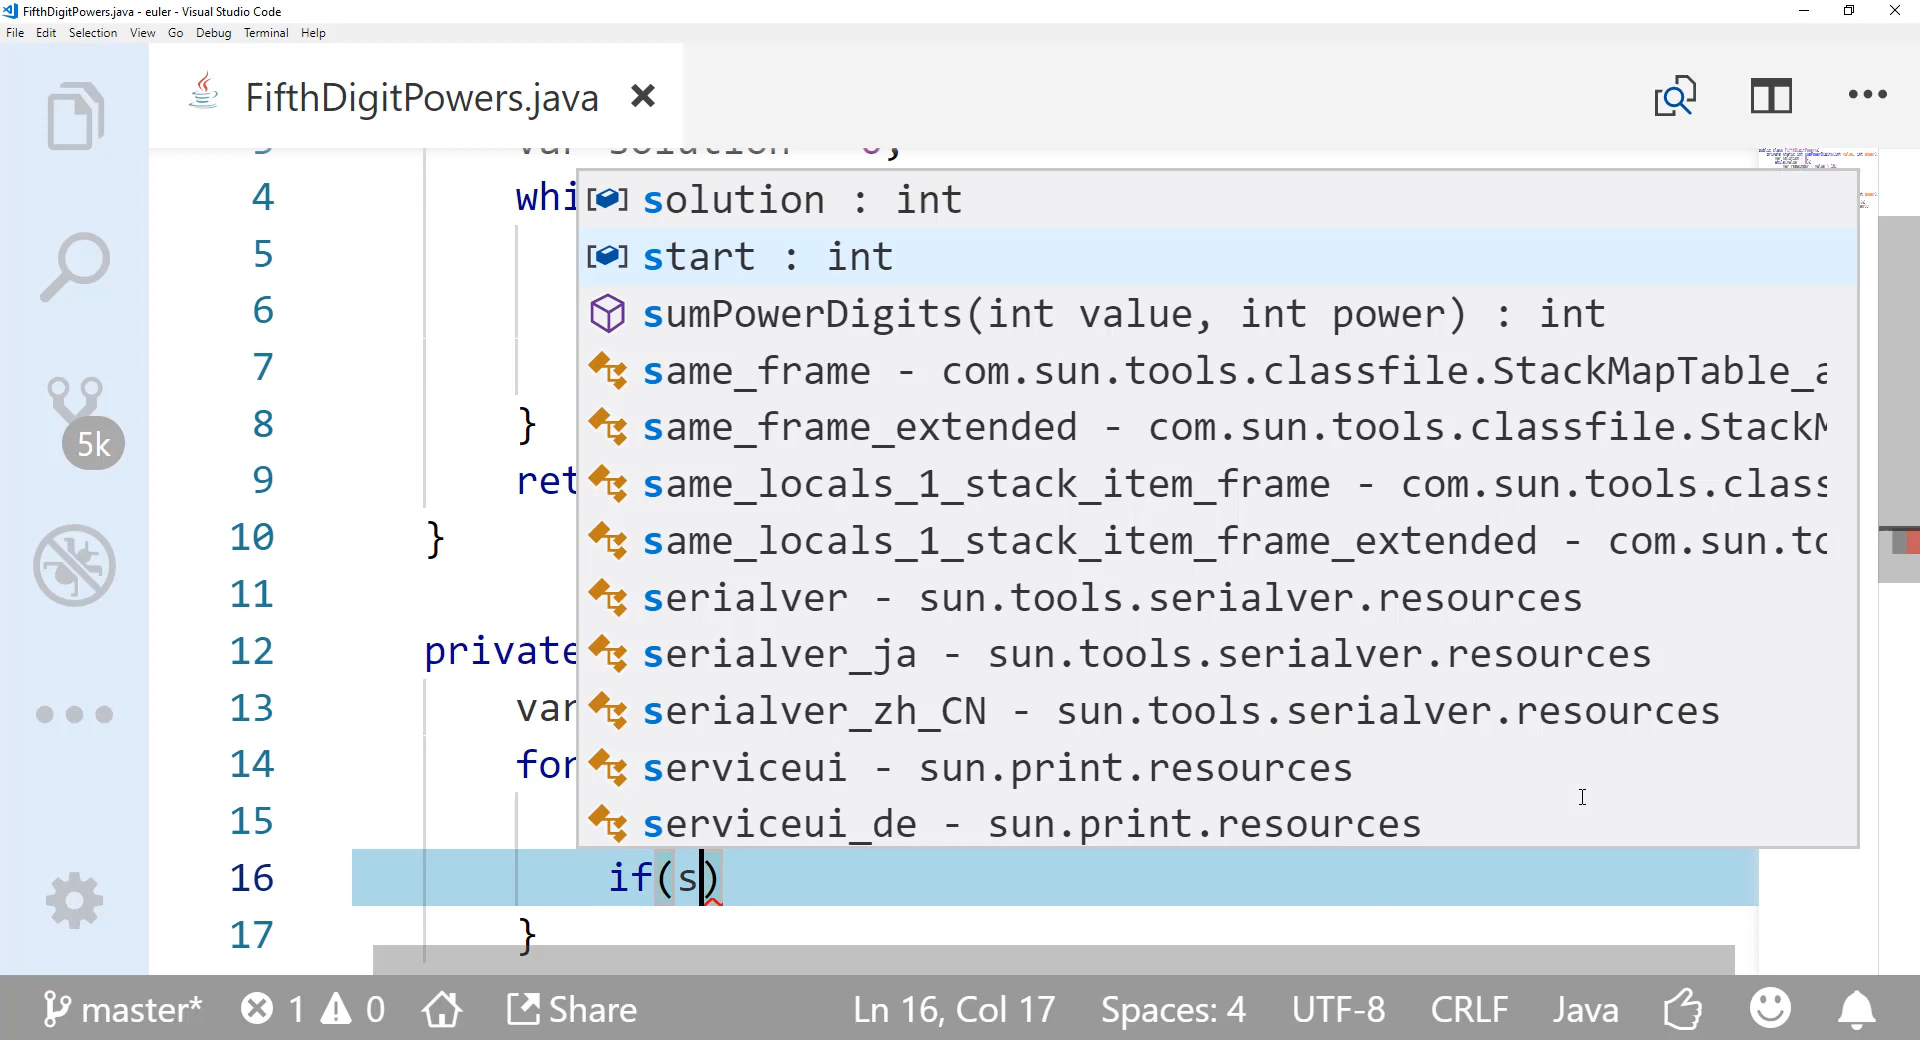 FifthDigitPowers.java - euler - Visual Studio Code
File Edit Selection View Go Debug Terminal Help
FifthDigitPowers.java
4 whi
5
6
7
8 }
9 ret
10 }
11
12 private
13 var
14 for
15
16 if(s)
17 }
solution : int
start : int
sumPowerDigits(int value, int power) : int
same_frame - com.sun.tools.classfile.StackMapTable_a
same_frame_extended - com.sun.tools.classfile.StackM
same_locals_1_stack_item_frame - com.sun.tools.class
same_locals_1_stack_item_frame_extended - com.sun.to
serialver - sun.tools.serialver.resources
serialver_ja - sun.tools.serialver.resources
serialver_zh_CN - sun.tools.serialver.resources
serviceui - sun.print.resources
serviceui_de - sun.print.resources
5k
master* 1 0 Share Ln 16, Col 17 Spaces: 4 UTF-8 CRLF Java